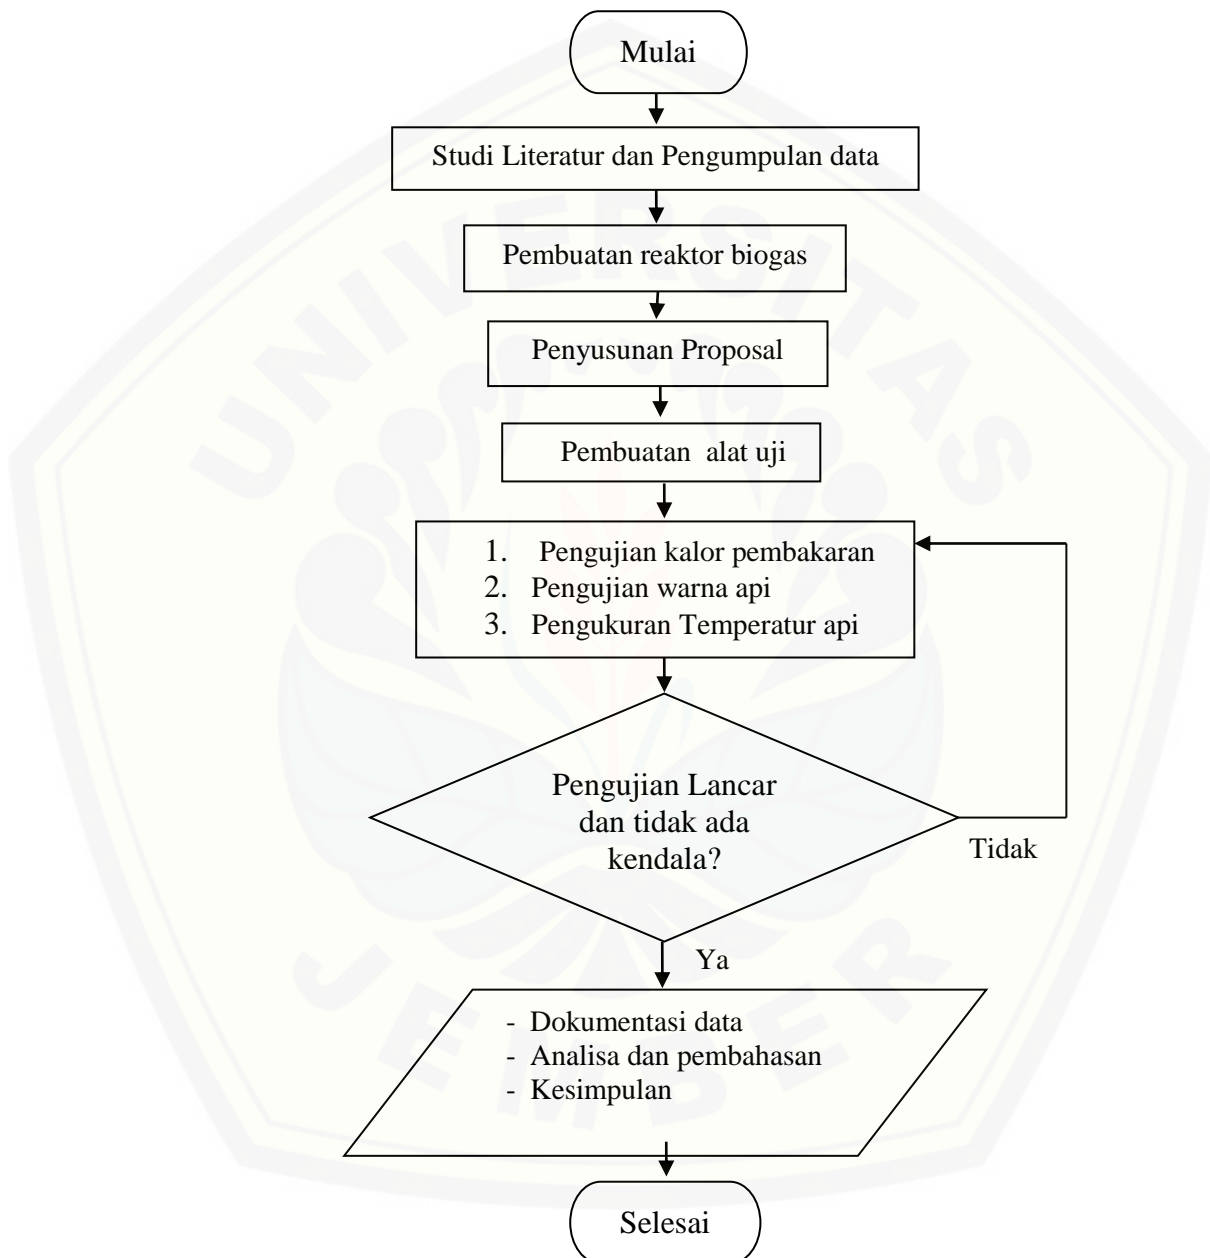 Mulai
Studi Literatur dan Pengumpulan data
Pembuatan reaktor biogas
Penyusunan Proposal
Pembuatan  alat uji
1. Pengujian kalor pembakaran
2. Pengujian warna api
3. Pengukuran Temperatur api
Pengujian Lancar
dan tidak ada
kendala?
Tidak
Ya
- Dokumentasi data
- Analisa dan pembahasan
- Kesimpulan
Selesai
UNIVERSITAS
JEMBER